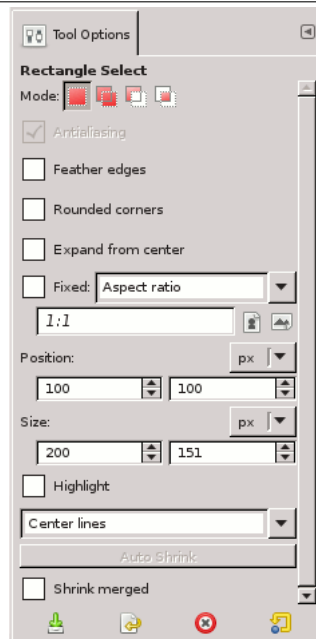 Tool Options
Rectangle Select
Mode:
Antialiasing
Feather edges
Rounded corners
Expand from center
Fixed: Aspect ratio
1:1
Position: px
100 100
Size: px
200 151
Highlight
Center lines
Auto Shrink
Shrink merged